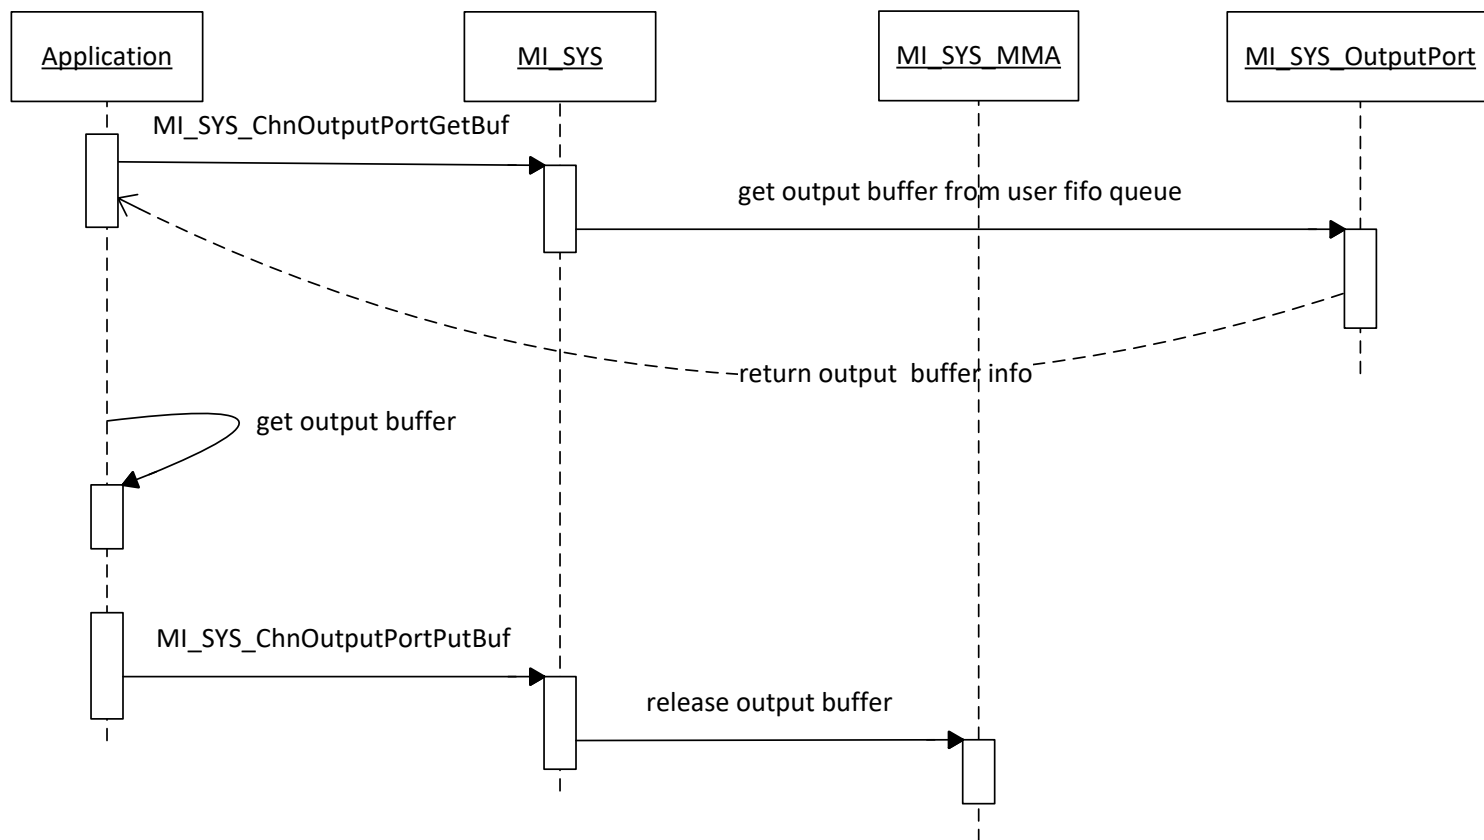 Application
MI_SYS
MI_SYS_MMA
MI_SYS_OutputPort
MI_SYS_ChnOutputPortGetBuf
get output buffer from user fifo queue
return output  buffer info
get output buffer
MI_SYS_ChnOutputPortPutBuf
release output buffer